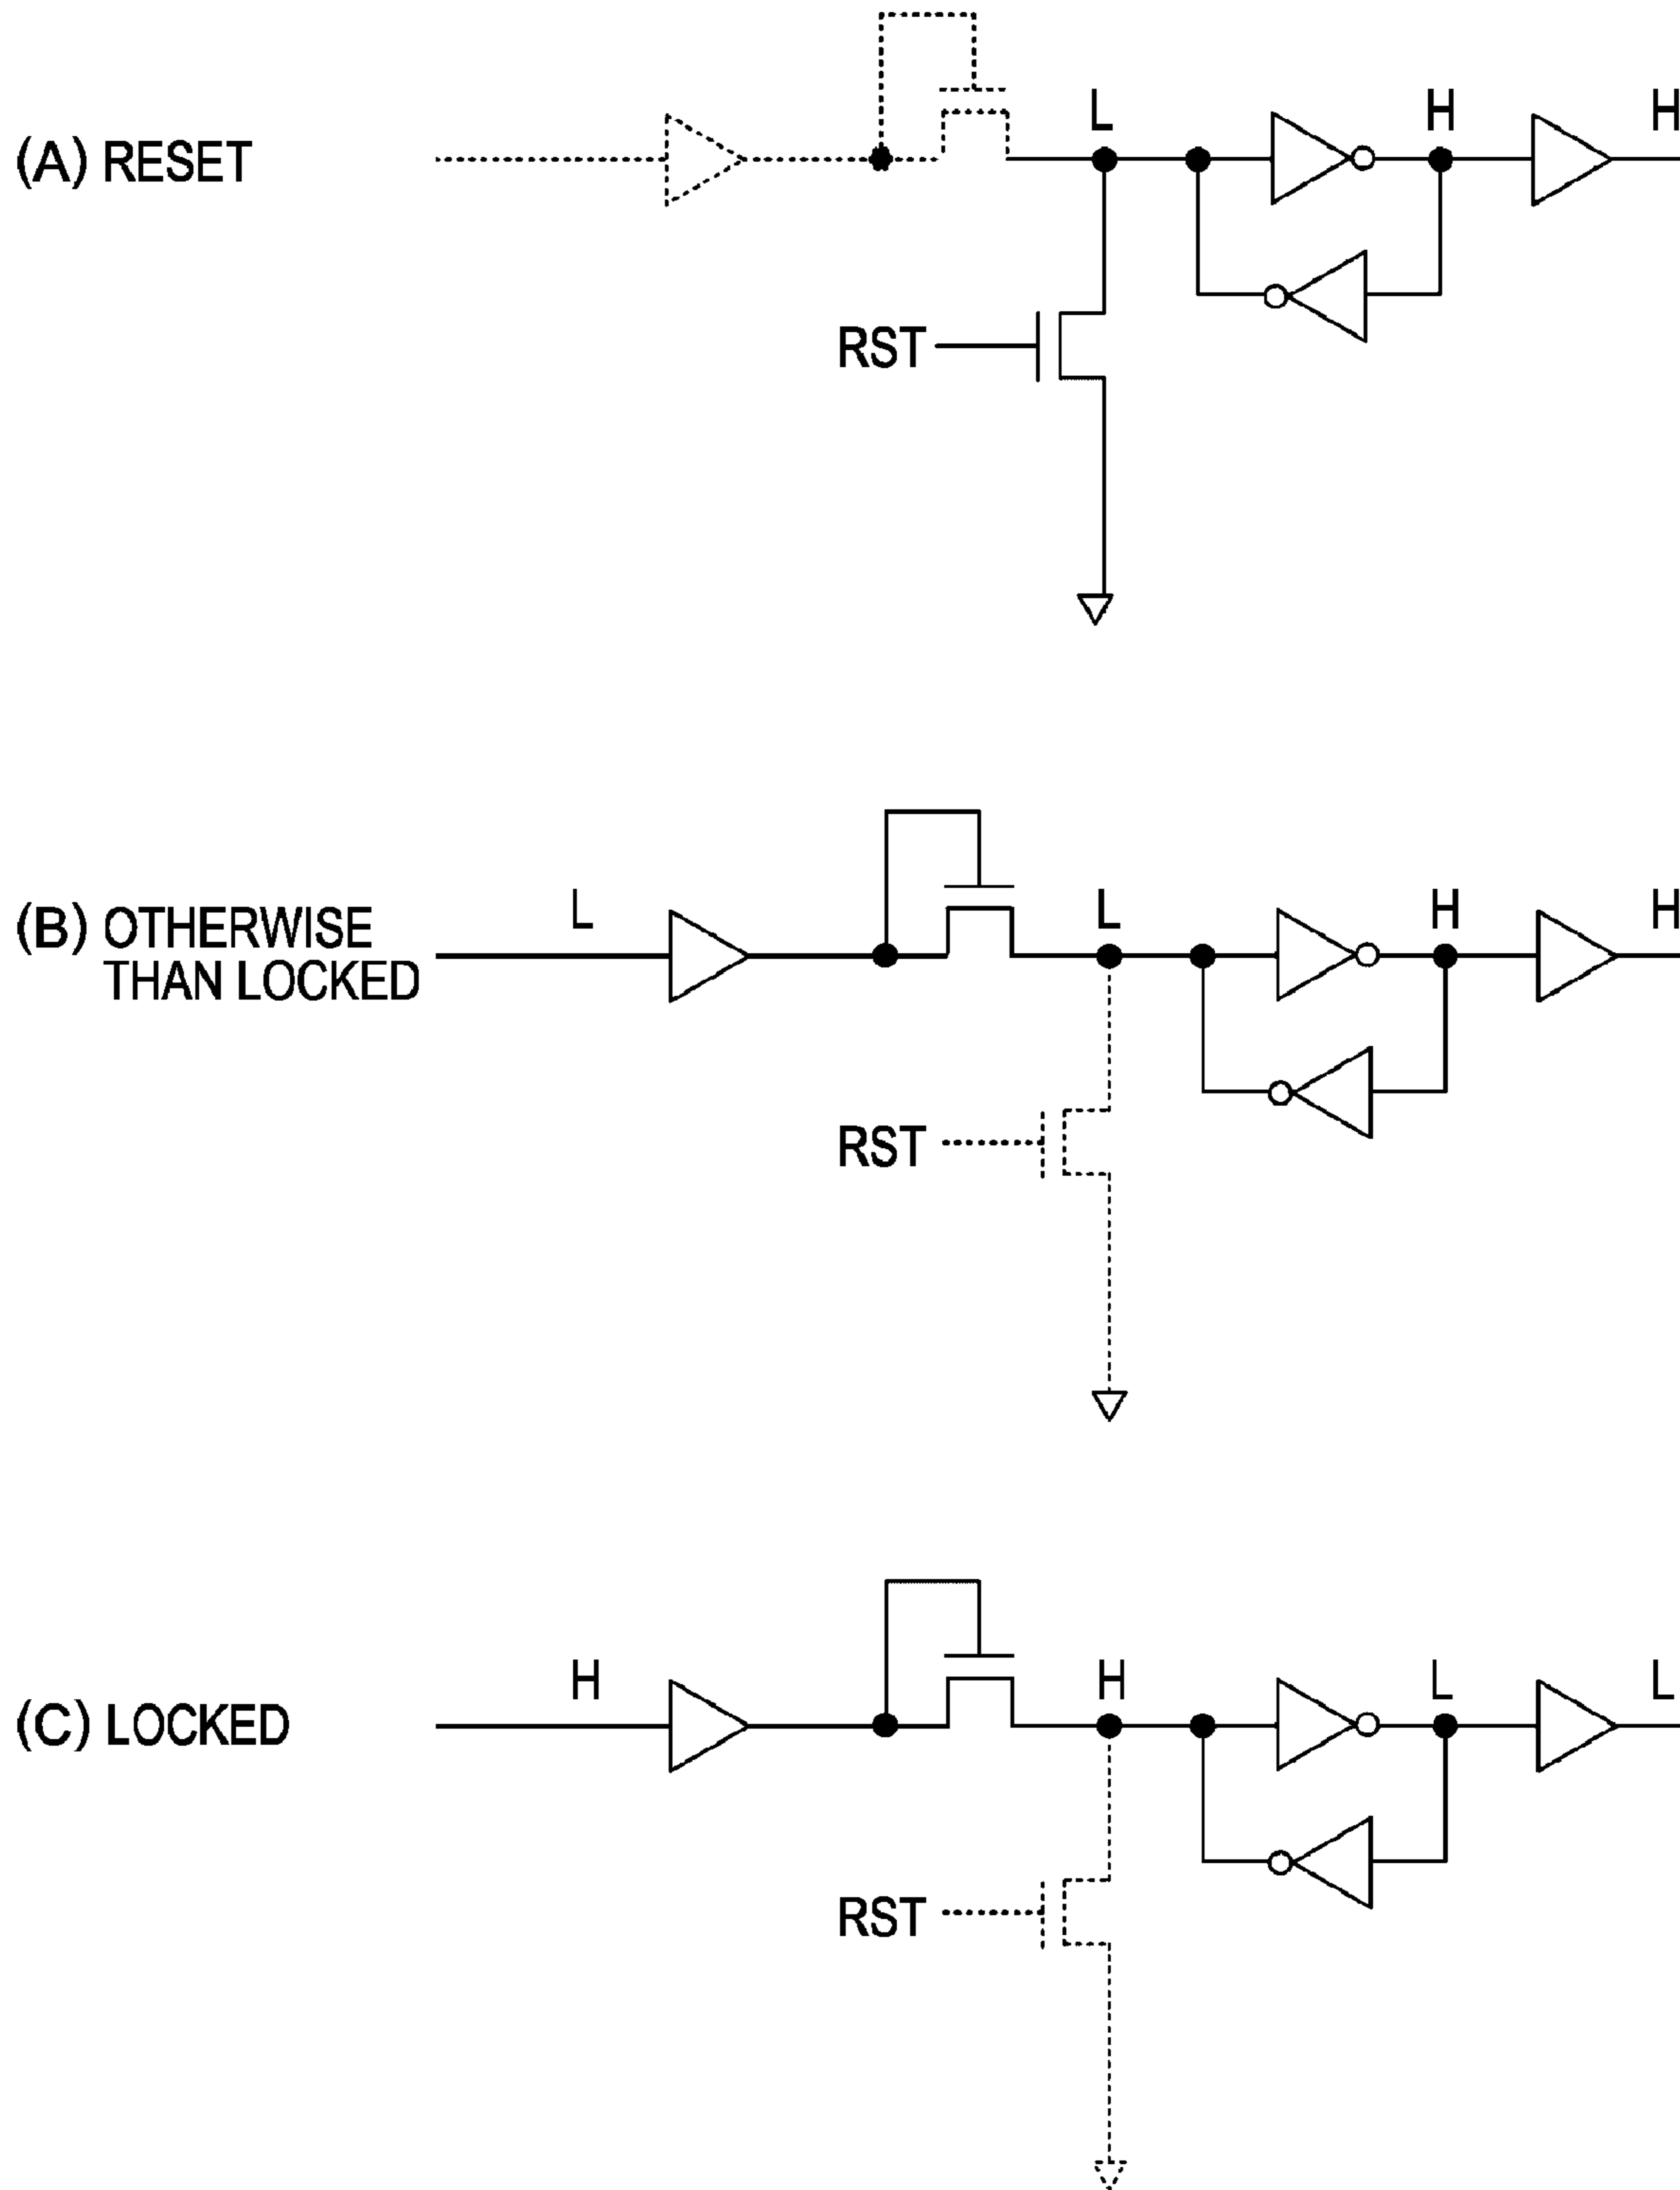 L H H
(A) RESET
RST
L L H H
(B) OTHERWISE
THAN LOCKED
RST
H H L L
(C) LOCKED
RST